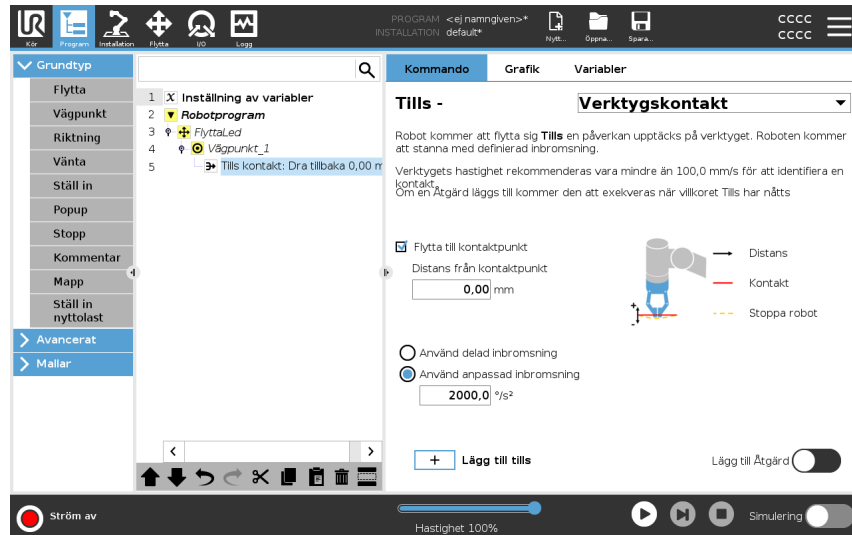 UR
Kör
Program
Installation
Flytta
I/O
Logg
PROGRAM <ej namngiven>*
INSTALLATION default*
Nytt...
Öppna...
Spara...
cccc
cccc
Grundtyp
Flytta
Vägpunkt
Riktning
Vänta
Ställ in
Popup
Stopp
Kommentar
Mapp
Ställ in
nyttolast
Avancerat
Mallar
1 X Inställning av variabler
2 Robotprogram
3 FlyttaLed
4 Vägpunkt_1
5 Tills kontakt: Dra tillbaka 0,00 m
Kommando Grafik Variabler
Tills - Verktygskontakt
Robot kommer att flytta sig Tills en påverkan upptäcks på verktyget. Roboten kommer
att stanna med definierad inbromsning.
Verktygets hastighet rekommenderas vara mindre än 100,0 mm/s för att identifiera en
kontakt.
Om en Åtgärd läggs till kommer den att exekveras när villkoret Tills har nåtts
Flytta till kontaktpunkt
Distans från kontaktpunkt
0,00 mm
Distans
Kontakt
Stoppa robot
+
-
Använd delad inbromsning
Använd anpassad inbromsning
2000,0 °/s²
+ Lägg till tills
Lägg till Åtgärd
Ström av
Hastighet 100%
Simulering